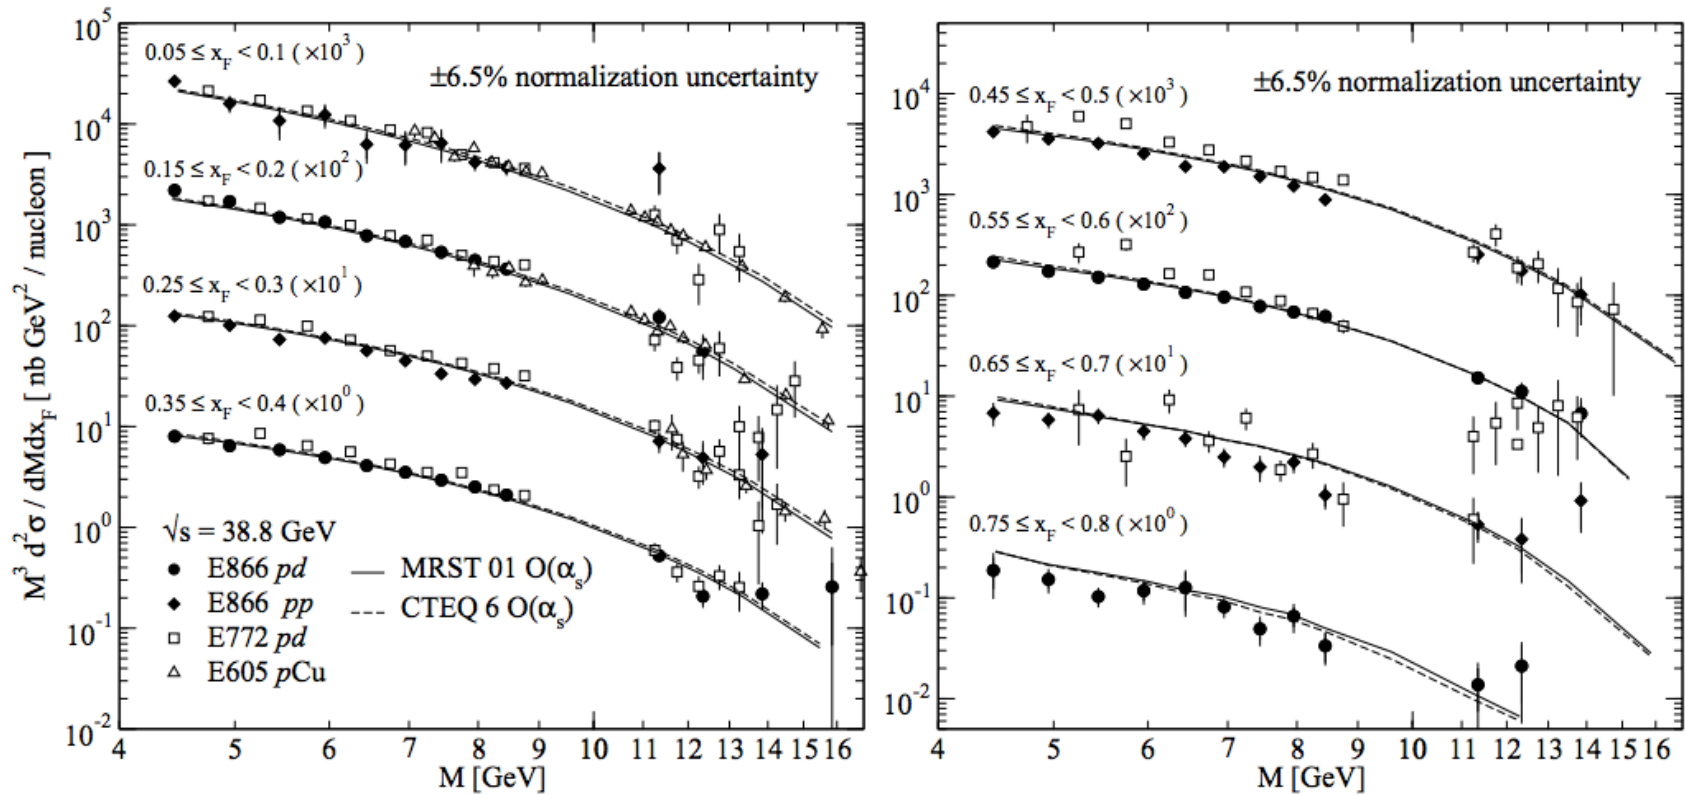 10^5
10^4
10^3
10^2
10^1
10^0
10^-1
10^-2
M^3 d^2σ / dMdx_F [ nb GeV^2 / nucleon ]
0.05 ≤ x_F < 0.1 ( ×10^3 )
±6.5% normalization uncertainty
0.15 ≤ x_F < 0.2 ( ×10^2 )
0.25 ≤ x_F < 0.3 ( ×10^1 )
0.35 ≤ x_F < 0.4 ( ×10^0 )
√s = 38.8 GeV
E866 pd
E866 pp
E772 pd
E605 pCu
MRST 01 O(α_s)
CTEQ 6 O(α_s)
4 5 6 7 8 9 10 11 12 13 14 15 16
M [GeV]
10^4
10^3
10^2
10^1
10^0
10^-1
10^-2
±6.5% normalization uncertainty
0.45 ≤ x_F < 0.5 ( ×10^3 )
0.55 ≤ x_F < 0.6 ( ×10^2 )
0.65 ≤ x_F < 0.7 ( ×10^1 )
0.75 ≤ x_F < 0.8 ( ×10^0 )
4 5 6 7 8 9 10 11 12 13 14 15 16
M [GeV]